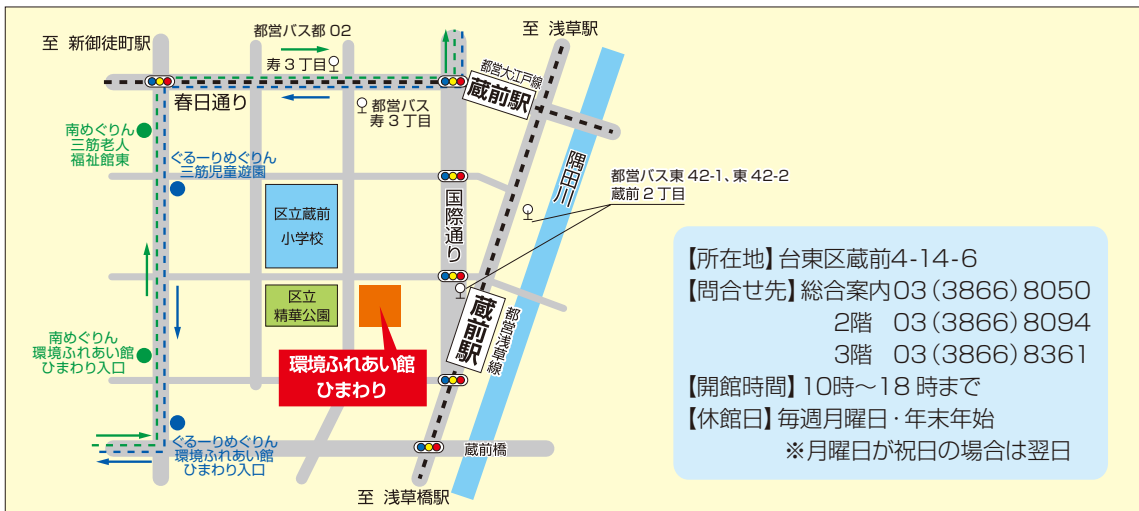 至 浅草駅
都営バス都 02
至 新御徒町駅
寿3丁目
都営大江戸線
蔵前駅
春日通り
都営バス
寿3丁目
南めぐりん
三筋老人
福祉館東
ぐるーりめぐりん
三筋児童遊園
隅田川
都営バス東 42-1、東 42-2
蔵前 2 丁目
国際通り
区立蔵前
小学校
区立
精華公園
蔵前駅
都営浅草線
環境ふれあい館
ひまわり
南めぐりん
環境ふれあい館
ひまわり入口
ぐるーりめぐりん
環境ふれあい館
ひまわり入口
蔵前橋
至 浅草橋駅
【所在地】台東区蔵前4-14-6
【問合せ先】総合案内03(3866)8050
2階 03(3866)8094
3階 03(3866)8361
【開館時間】10時〜18時まで
【休館日】毎週月曜日・年末年始
※月曜日が祝日の場合は翌日